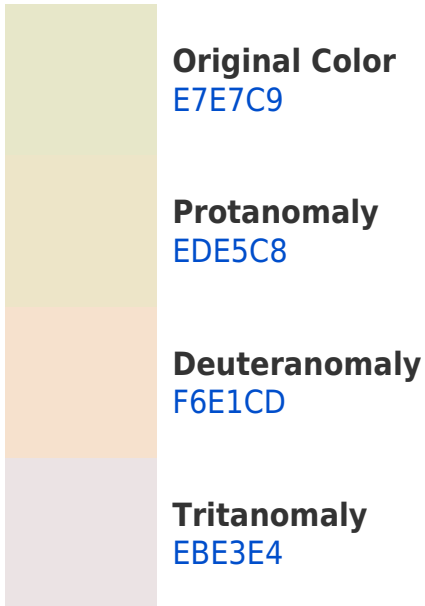 Original Color
E7E7C9
Protanomaly
EDE5C8
Deuteranomaly
F6E1CD
Tritanomaly
EBE3E4